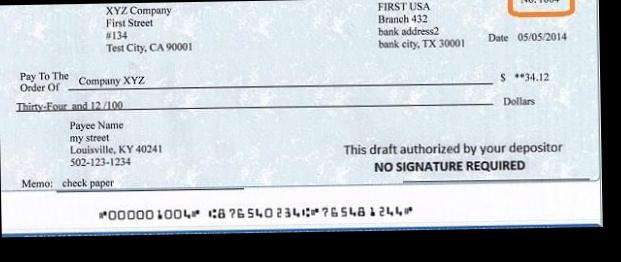 XYZ Company
First Street
#134
Test City, CA 90001
FIRST USA
Branch 432
bank address2
bank city, TX 30001
No. 1004
Date 05/05/2014
Pay To The
Order Of Company XYZ
$ **34.12
Thirty-Four and 12 /100
Dollars
Payee Name
my street
Louisville, KY 40241
502-123-1234
This draft authorized by your depositor
NO SIGNATURE REQUIRED
Memo: check paper
⑈000001004⑈ ⑆876540234⑆⑈765481244⑈